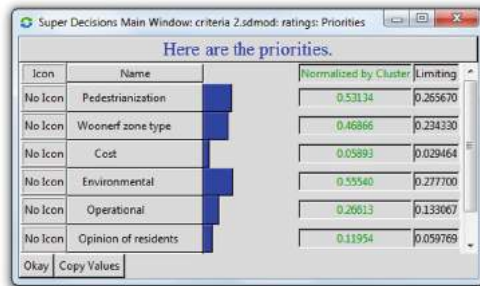 Super Decisions Main Window: criteria 2.sdmod: ratings: Priorities
Here are the priorities.
Icon Name Normalized by Cluster Limiting
No Icon Pedestrianization 0.53134 0.265670
No Icon Woonerf zone type 0.46866 0.234330
No Icon Cost 0.05893 0.029464
No Icon Environmental 0.55540 0.277700
No Icon Operational 0.26613 0.133067
No Icon Opinion of residents 0.11954 0.059769
Okay Copy Values